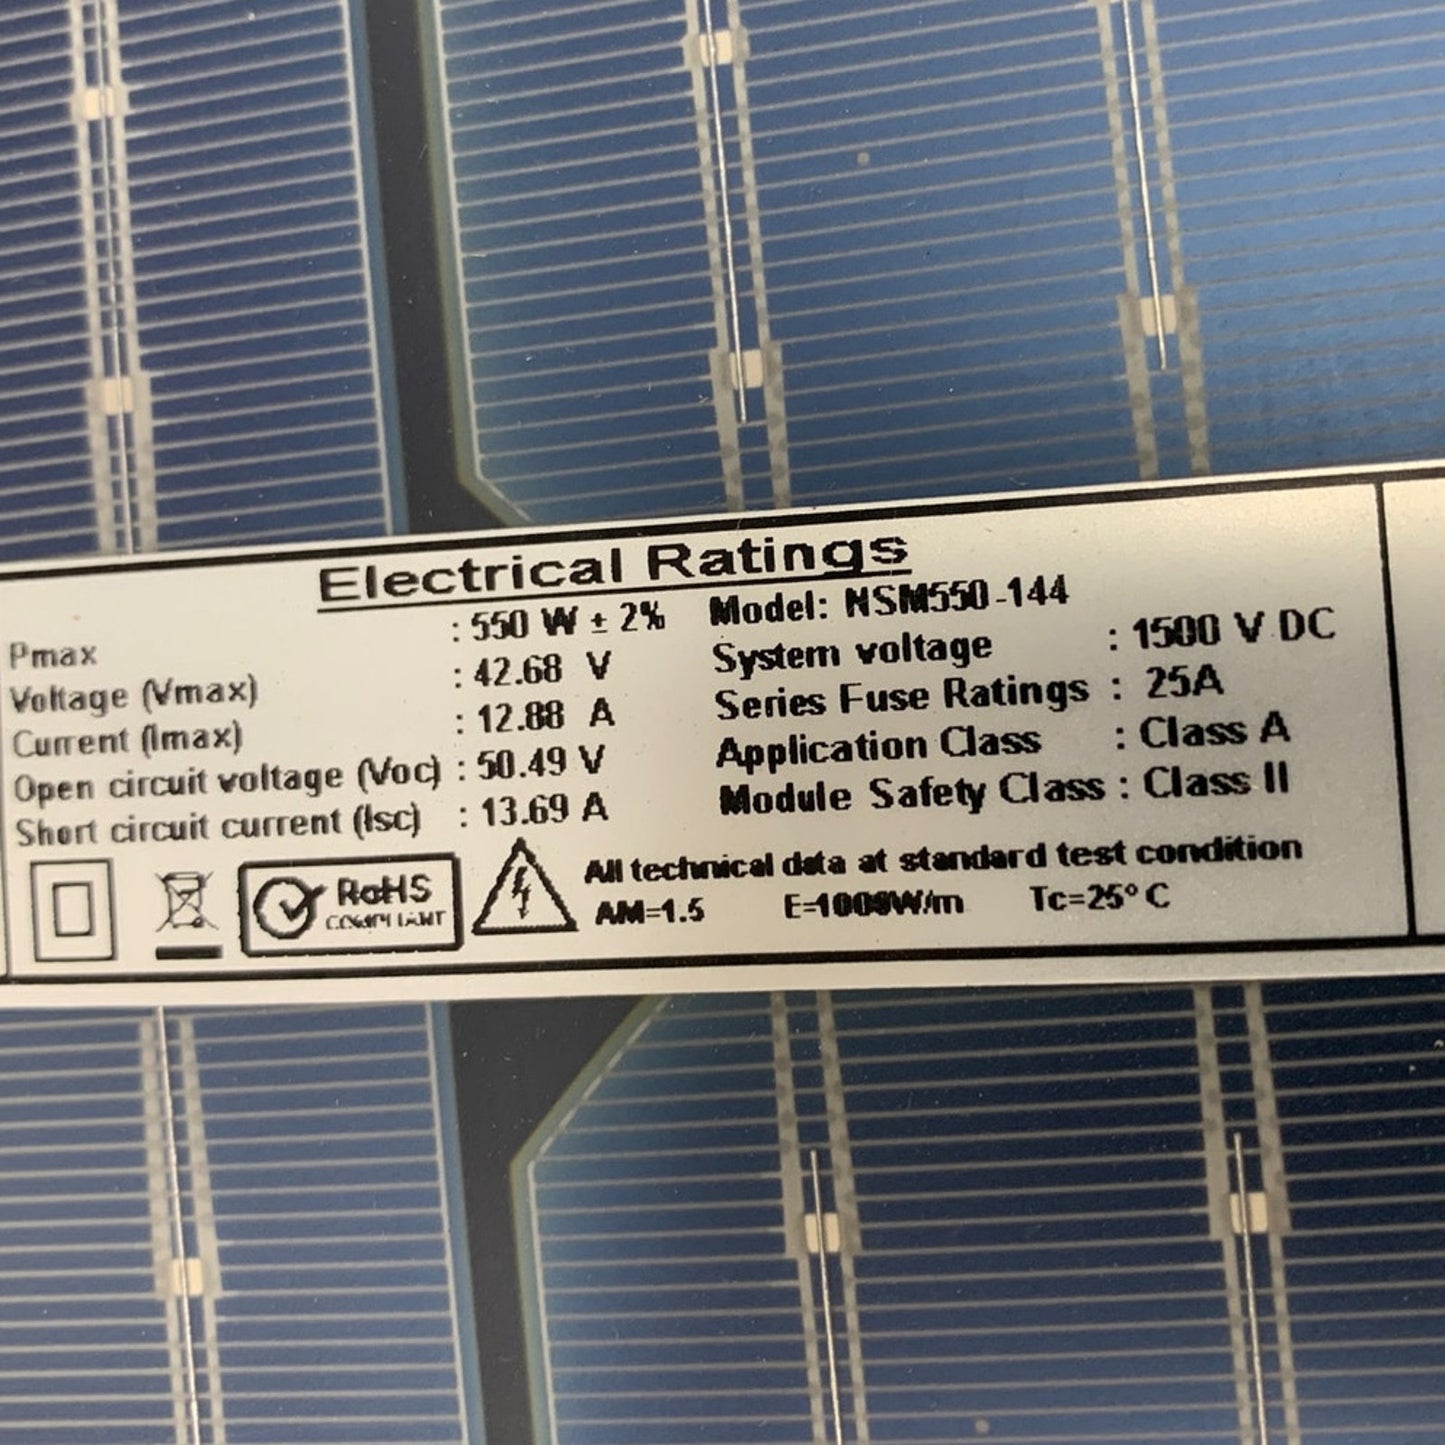 Electrical Ratings
Pmax : 550 W ± 2%
Voltage (Vmax) : 42.68 V
Current (Imax) : 12.88 A
Open circuit voltage (Voc) : 50.49 V
Short circuit current (Isc) : 13.69 A
Model: NSM550-144
System voltage : 1500 V DC
Series Fuse Ratings : 25A
Application Class : Class A
Module Safety Class : Class II
RoHS
COMPLIANT
All technical data at standard test condition
AM=1.5 E=1000W/m Tc=25° C